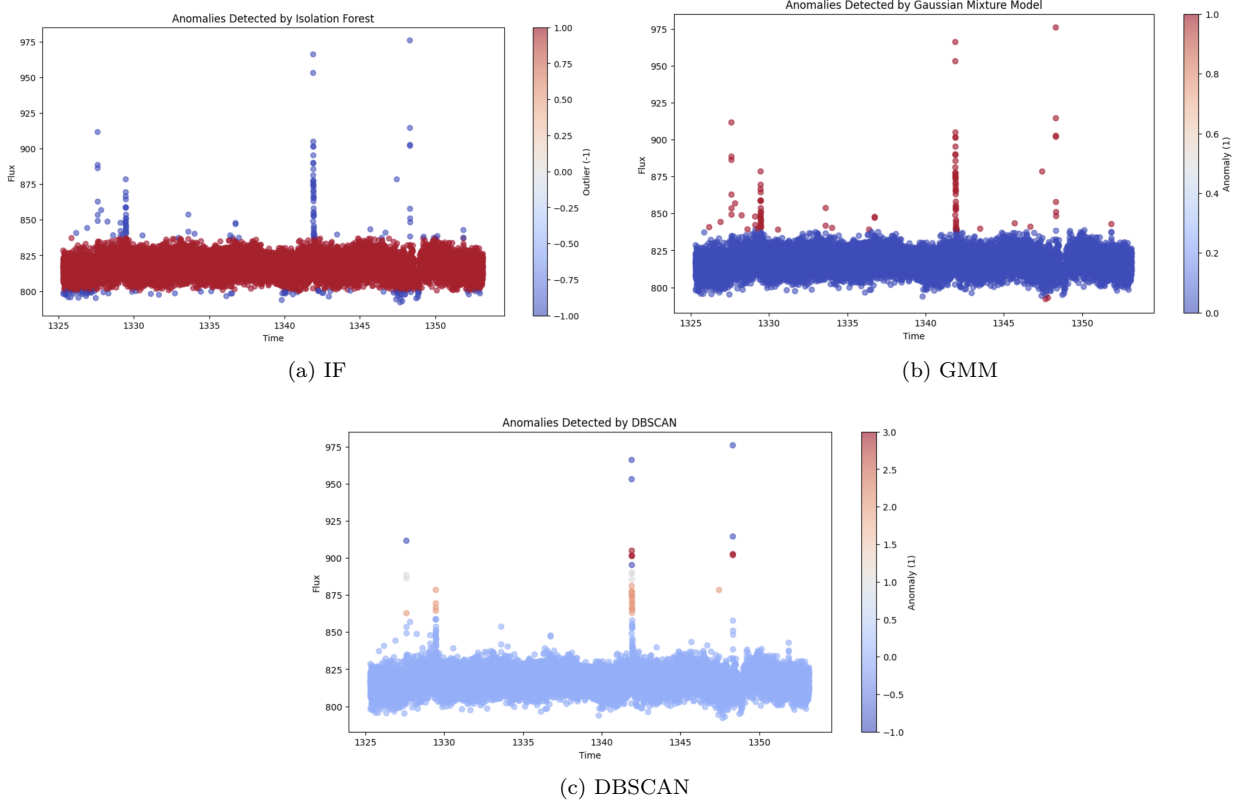 Anomalies Detected by Isolation Forest
Flux
975
950
925
900
875
850
825
800
1325 1330 1335 1340 1345 1350
Time
1.00
0.75
0.50
0.25
0.00
−0.25
−0.50
−0.75
−1.00
Outlier (-1)
(a) IF
Anomalies Detected by Gaussian Mixture Model
Flux
975
950
925
900
875
850
825
800
1325 1330 1335 1340 1345 1350
Time
1.0
0.8
0.6
0.4
0.2
0.0
Anomaly (1)
(b) GMM
Anomalies Detected by DBSCAN
Flux
975
950
925
900
875
850
825
800
1325 1330 1335 1340 1345 1350
Time
3.0
2.5
2.0
1.5
1.0
0.5
0.0
−0.5
−1.0
Anomaly (1)
(c) DBSCAN